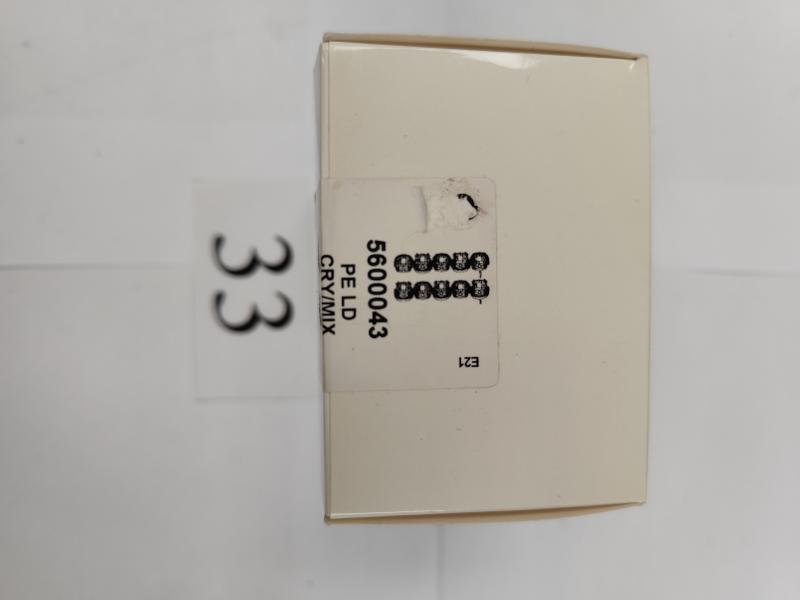 33
5600043
PE LD
CRY/MIX
E21